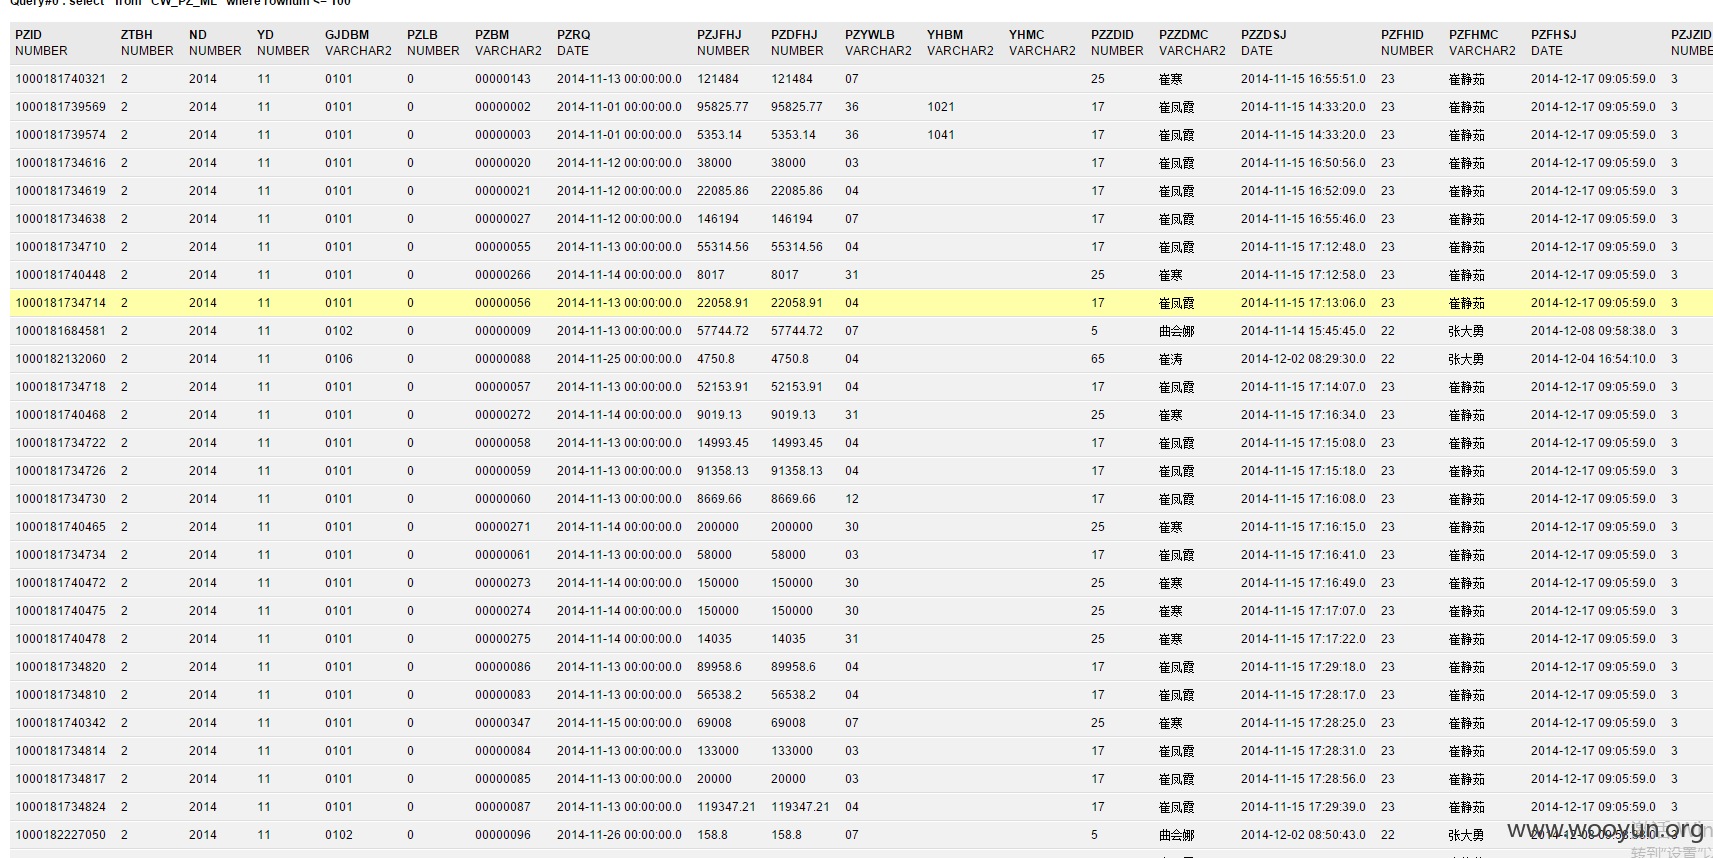 Query#0 : select * from "CW_PZ_ML" where rownum <= 100
PZID ZTBH ND YD GJDBM PZLB PZBM PZRQ PZJFHJ PZDFHJ PZYWLB YHBM YHMC PZZDID PZZDMC PZZDSJ PZFHID PZFHMC PZFHSJ PZJZID
NUMBER NUMBER NUMBER NUMBER VARCHAR2 NUMBER VARCHAR2 DATE NUMBER NUMBER VARCHAR2 VARCHAR2 VARCHAR2 NUMBER VARCHAR2 DATE NUMBER VARCHAR2 DATE NUMBE
1000181740321 2 2014 11 0101 0 00000143 2014-11-13 00:00:00.0 121484 121484 07 25 崔寒 2014-11-15 16:55:51.0 23 崔静茹 2014-12-17 09:05:59.0 3
1000181739569 2 2014 11 0101 0 00000002 2014-11-01 00:00:00.0 95825.77 95825.77 36 1021 17 崔凤霞 2014-11-15 14:33:20.0 23 崔静茹 2014-12-17 09:05:59.0 3
1000181739574 2 2014 11 0101 0 00000003 2014-11-01 00:00:00.0 5353.14 5353.14 36 1041 17 崔凤霞 2014-11-15 14:33:20.0 23 崔静茹 2014-12-17 09:05:59.0 3
1000181734616 2 2014 11 0101 0 00000020 2014-11-12 00:00:00.0 38000 38000 03 17 崔凤霞 2014-11-15 16:50:56.0 23 崔静茹 2014-12-17 09:05:59.0 3
1000181734619 2 2014 11 0101 0 00000021 2014-11-12 00:00:00.0 22085.86 22085.86 04 17 崔凤霞 2014-11-15 16:52:09.0 23 崔静茹 2014-12-17 09:05:59.0 3
1000181734638 2 2014 11 0101 0 00000027 2014-11-12 00:00:00.0 146194 146194 07 17 崔凤霞 2014-11-15 16:55:46.0 23 崔静茹 2014-12-17 09:05:59.0 3
1000181734710 2 2014 11 0101 0 00000055 2014-11-13 00:00:00.0 55314.56 55314.56 04 17 崔凤霞 2014-11-15 17:12:48.0 23 崔静茹 2014-12-17 09:05:59.0 3
1000181740448 2 2014 11 0101 0 00000266 2014-11-14 00:00:00.0 8017 8017 31 25 崔寒 2014-11-15 17:12:58.0 23 崔静茹 2014-12-17 09:05:59.0 3
1000181734714 2 2014 11 0101 0 00000056 2014-11-13 00:00:00.0 22058.91 22058.91 04 17 崔凤霞 2014-11-15 17:13:06.0 23 崔静茹 2014-12-17 09:05:59.0 3
1000181684581 2 2014 11 0102 0 00000009 2014-11-13 00:00:00.0 57744.72 57744.72 07 5 曲会娜 2014-11-14 15:45:45.0 22 张大勇 2014-12-08 09:58:38.0 3
1000182132060 2 2014 11 0106 0 00000088 2014-11-25 00:00:00.0 4750.8 4750.8 04 65 崔涛 2014-12-02 08:29:30.0 22 张大勇 2014-12-04 16:54:10.0 3
1000181734718 2 2014 11 0101 0 00000057 2014-11-13 00:00:00.0 52153.91 52153.91 04 17 崔凤霞 2014-11-15 17:14:07.0 23 崔静茹 2014-12-17 09:05:59.0 3
1000181740468 2 2014 11 0101 0 00000272 2014-11-14 00:00:00.0 9019.13 9019.13 31 25 崔寒 2014-11-15 17:16:34.0 23 崔静茹 2014-12-17 09:05:59.0 3
1000181734722 2 2014 11 0101 0 00000058 2014-11-13 00:00:00.0 14993.45 14993.45 04 17 崔凤霞 2014-11-15 17:15:08.0 23 崔静茹 2014-12-17 09:05:59.0 3
1000181734726 2 2014 11 0101 0 00000059 2014-11-13 00:00:00.0 91358.13 91358.13 04 17 崔凤霞 2014-11-15 17:15:18.0 23 崔静茹 2014-12-17 09:05:59.0 3
1000181734730 2 2014 11 0101 0 00000060 2014-11-13 00:00:00.0 8669.66 8669.66 12 17 崔凤霞 2014-11-15 17:16:08.0 23 崔静茹 2014-12-17 09:05:59.0 3
1000181740465 2 2014 11 0101 0 00000271 2014-11-14 00:00:00.0 200000 200000 30 25 崔寒 2014-11-15 17:16:15.0 23 崔静茹 2014-12-17 09:05:59.0 3
1000181734734 2 2014 11 0101 0 00000061 2014-11-13 00:00:00.0 58000 58000 03 17 崔凤霞 2014-11-15 17:16:41.0 23 崔静茹 2014-12-17 09:05:59.0 3
1000181740472 2 2014 11 0101 0 00000273 2014-11-14 00:00:00.0 150000 150000 30 25 崔寒 2014-11-15 17:16:49.0 23 崔静茹 2014-12-17 09:05:59.0 3
1000181740475 2 2014 11 0101 0 00000274 2014-11-14 00:00:00.0 150000 150000 30 25 崔寒 2014-11-15 17:17:07.0 23 崔静茹 2014-12-17 09:05:59.0 3
1000181740478 2 2014 11 0101 0 00000275 2014-11-14 00:00:00.0 14035 14035 31 25 崔寒 2014-11-15 17:17:22.0 23 崔静茹 2014-12-17 09:05:59.0 3
1000181734820 2 2014 11 0101 0 00000086 2014-11-13 00:00:00.0 89958.6 89958.6 04 17 崔凤霞 2014-11-15 17:29:18.0 23 崔静茹 2014-12-17 09:05:59.0 3
1000181734810 2 2014 11 0101 0 00000083 2014-11-13 00:00:00.0 56538.2 56538.2 04 17 崔凤霞 2014-11-15 17:28:17.0 23 崔静茹 2014-12-17 09:05:59.0 3
1000181740342 2 2014 11 0101 0 00000347 2014-11-15 00:00:00.0 69008 69008 07 25 崔寒 2014-11-15 17:28:25.0 23 崔静茹 2014-12-17 09:05:59.0 3
1000181734814 2 2014 11 0101 0 00000084 2014-11-13 00:00:00.0 133000 133000 03 17 崔凤霞 2014-11-15 17:28:31.0 23 崔静茹 2014-12-17 09:05:59.0 3
1000181734817 2 2014 11 0101 0 00000085 2014-11-13 00:00:00.0 20000 20000 03 17 崔凤霞 2014-11-15 17:28:56.0 23 崔静茹 2014-12-17 09:05:59.0 3
1000181734824 2 2014 11 0101 0 00000087 2014-11-13 00:00:00.0 119347.21 119347.21 04 17 崔凤霞 2014-11-15 17:29:39.0 23 崔静茹 2014-12-17 09:05:59.0 3
1000182227050 2 2014 11 0102 0 00000096 2014-11-26 00:00:00.0 158.8 158.8 07 5 曲会娜 2014-12-02 08:50:43.0 22 张大勇 2014-12-08 09:58:38.0 3
www.wooyun.org
激活 Win
转到"设置"以